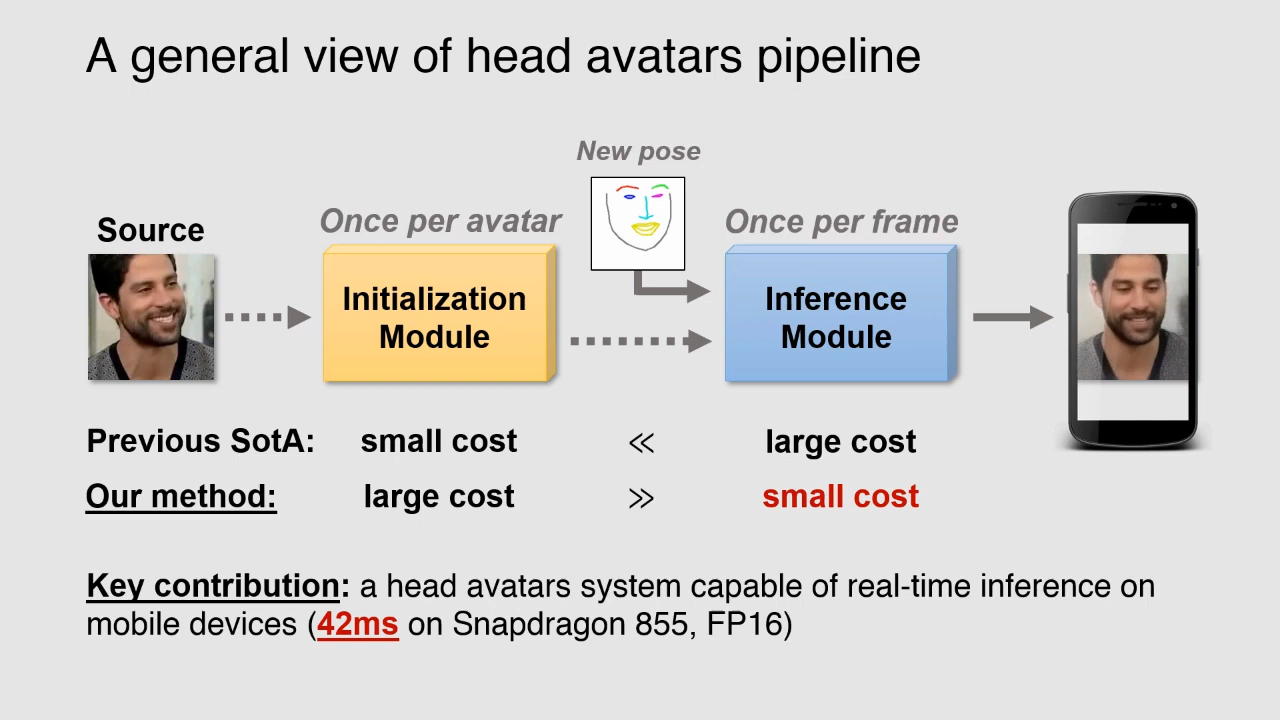 A general view of head avatars pipeline
New pose
Source
Once per avatar
Once per frame
Initialization
Module
Inference
Module
Previous SotA: small cost ≪ large cost
Our method: large cost ≫ small cost
Key contribution: a head avatars system capable of real-time inference on
mobile devices (42ms on Snapdragon 855, FP16)